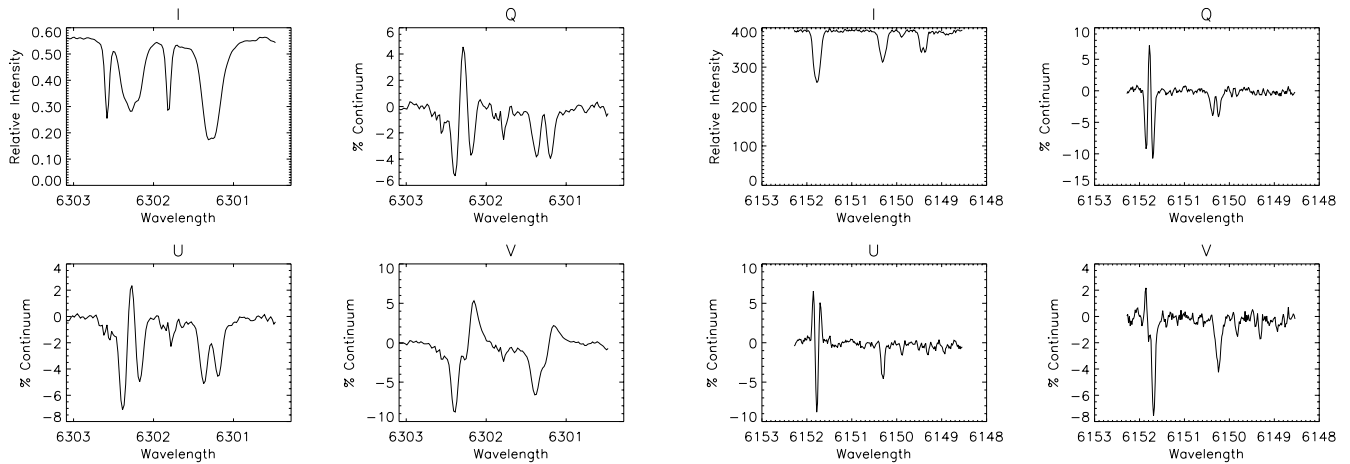 I
0.60
0.50
0.40
0.30
0.20
0.10
0.00
Relative Intensity
6303 6302 6301
Wavelength
Q
6
4
2
0
−2
−4
−6
% Continuum
6303 6302 6301
Wavelength
I
400
300
200
100
0
Relative Intensity
6153 6152 6151 6150 6149 6148
Wavelength
Q
10
5
0
−5
−10
−15
% Continuum
6153 6152 6151 6150 6149 6148
Wavelength
U
4
2
0
−2
−4
−6
−8
% Continuum
6303 6302 6301
Wavelength
V
10
5
0
−5
−10
% Continuum
6303 6302 6301
Wavelength
U
10
5
0
−5
−10
% Continuum
6153 6152 6151 6150 6149 6148
Wavelength
V
4
2
0
−2
−4
−6
−8
% Continuum
6153 6152 6151 6150 6149 6148
Wavelength